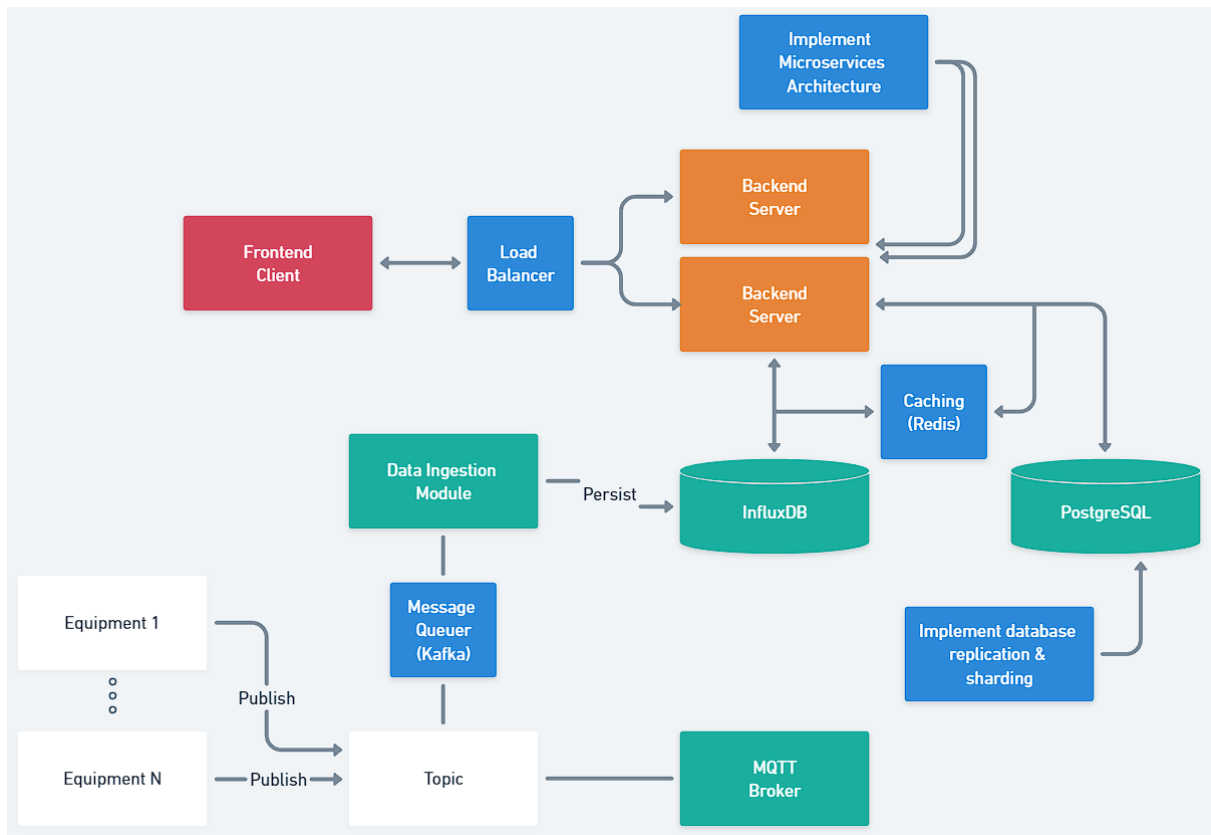 Implement
Microservices
Architecture
Backend
Server
Frontend
Client
Load
Balancer
Backend
Server
Caching
(Redis)
Data Ingestion
Module
Persist
InfluxDB
PostgreSQL
Equipment 1
Message
Queuer
(Kafka)
Implement database
replication &
sharding
Publish
Equipment N
Publish
Topic
MQTT
Broker